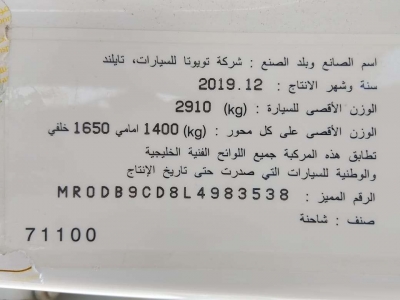 اسم الصانع وبلد الصنع : شركة تويوتا للسيارات، تايلند
سنة وشهر الانتاج : 2019.12
الوزن الأقصى للسيارة : (kg) 2910
الوزن الأقصى على كل محور : (kg) 1400 امامي 1650 خلفي
تطابق هذه المركبة جميع اللوائح الفنية الخليجية
والوطنية للسيارات التي صدرت حتى تاريخ الإنتاج
الرقم المميز : MR0DB9CD8L4983538
صنف : شاحنة
71100